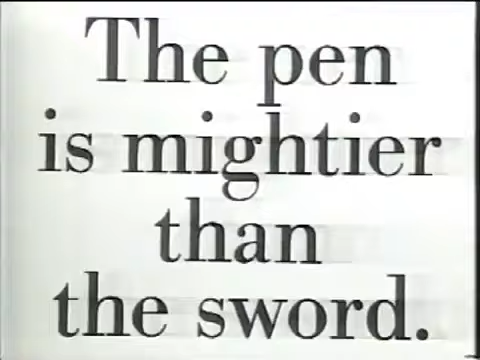 The pen
is mightier
than
the sword.